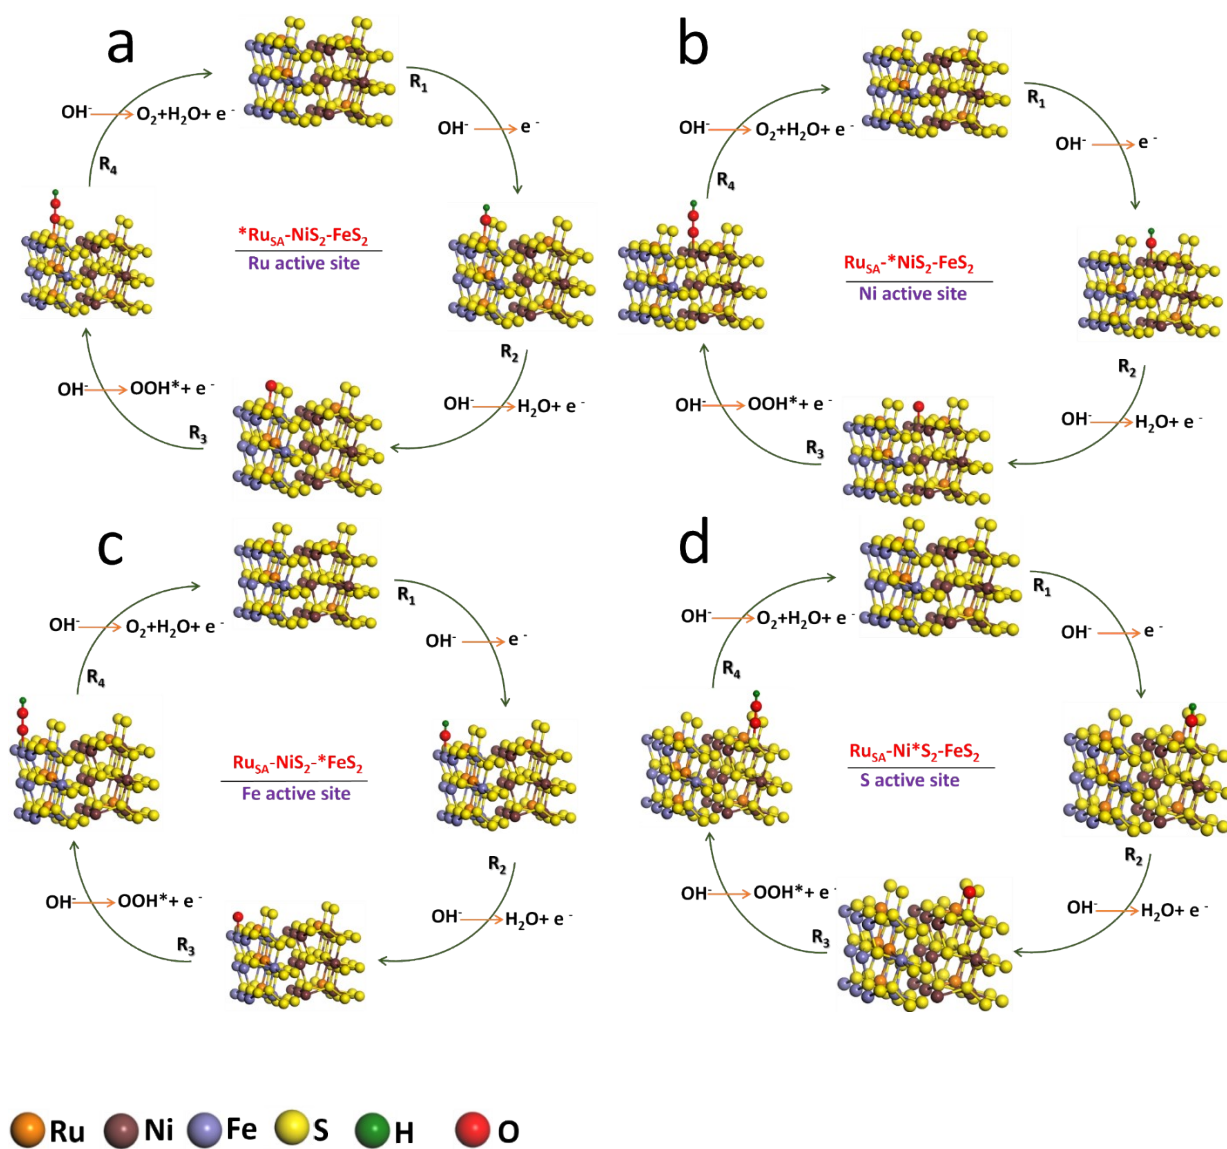 a
R₁
OH⁻ → O₂+H₂O+ e⁻
OH⁻ → e⁻
R₄
*Ru_SA-NiS₂-FeS₂
Ru active site
R₂
OH⁻ → OOH*+ e⁻
OH⁻ → H₂O+ e⁻
R₃
b
R₁
OH⁻ → O₂+H₂O+ e⁻
OH⁻ → e⁻
R₄
Ru_SA-*NiS₂-FeS₂
Ni active site
R₂
OH⁻ → OOH*+ e⁻
OH⁻ → H₂O+ e⁻
R₃
c
R₁
OH⁻ → O₂+H₂O+ e⁻
OH⁻ → e⁻
R₄
Ru_SA-NiS₂-*FeS₂
Fe active site
R₂
OH⁻ → OOH*+ e⁻
OH⁻ → H₂O+ e⁻
R₃
d
R₁
OH⁻ → O₂+H₂O+ e⁻
OH⁻ → e⁻
R₄
Ru_SA-Ni*S₂-FeS₂
S active site
R₂
OH⁻ → OOH*+ e⁻
OH⁻ → H₂O+ e⁻
R₃
Ru Ni Fe S H O